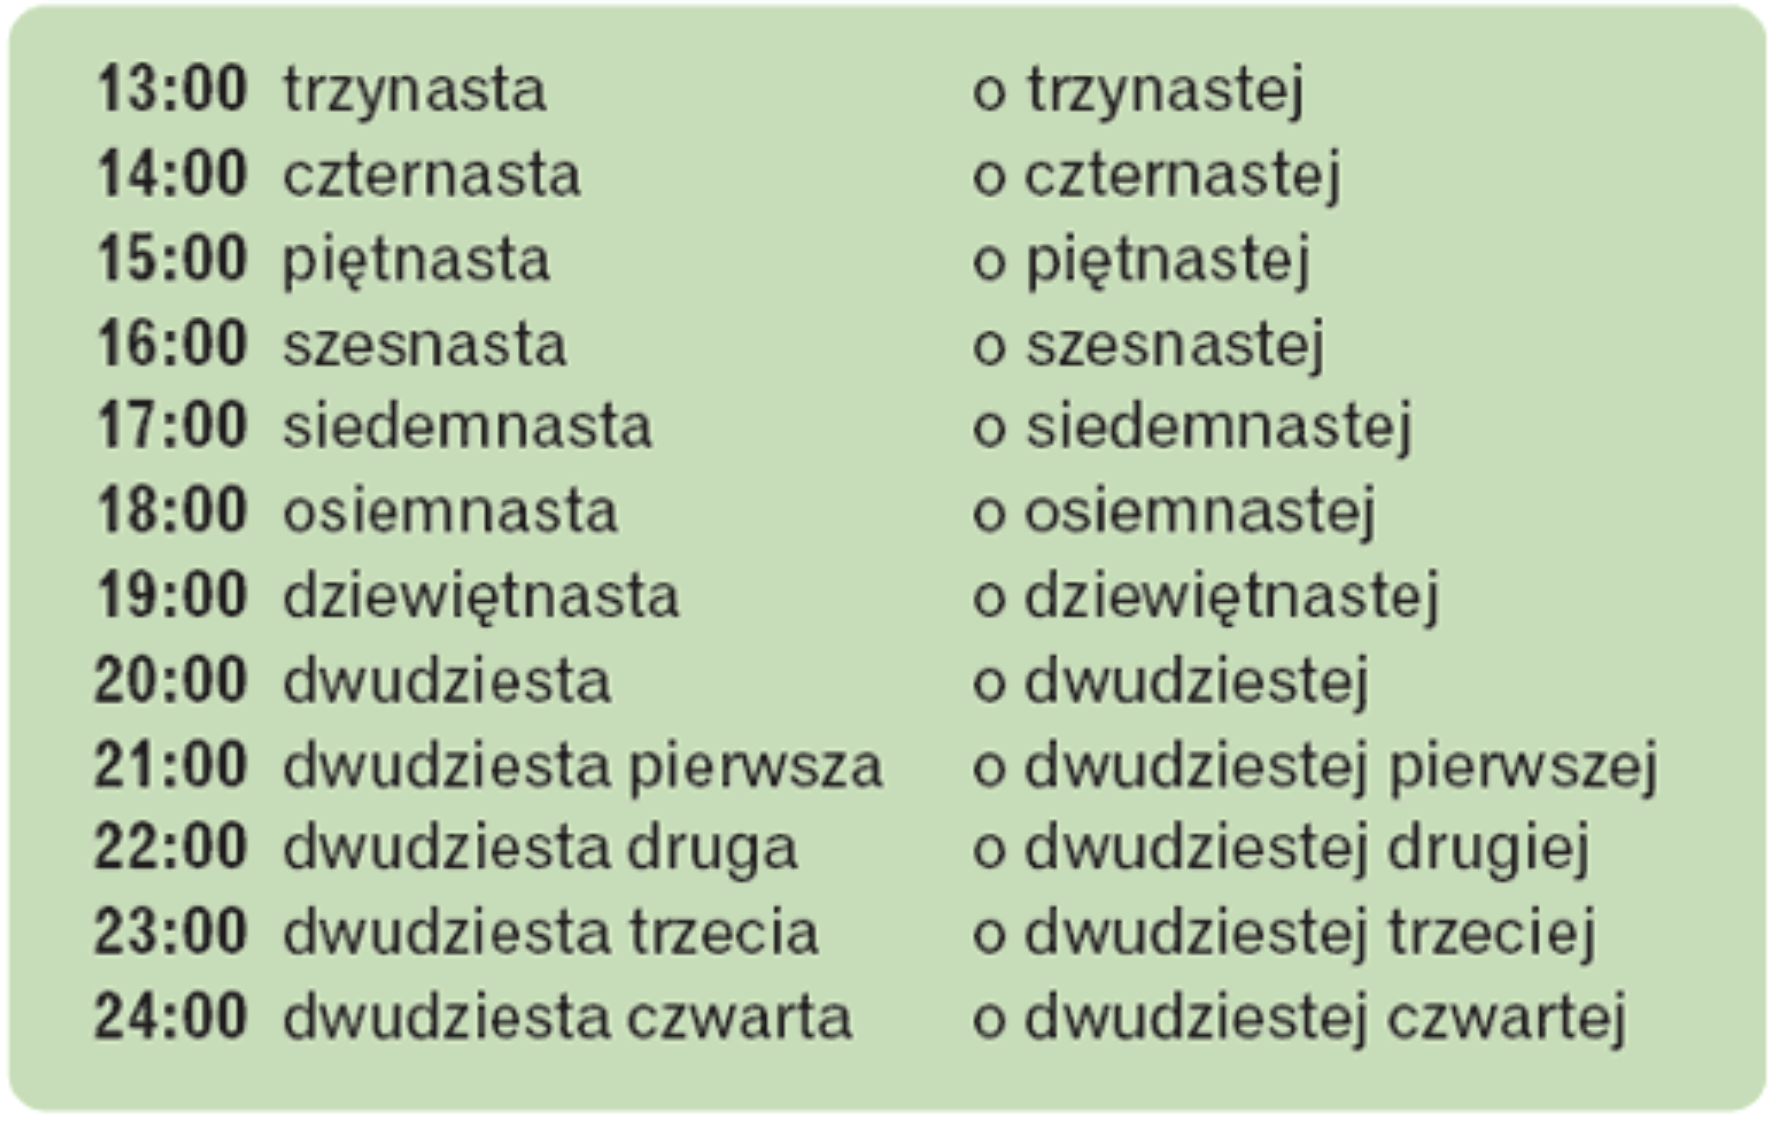 13:00 trzynasta o trzynastej
14:00 czternasta o czternastej
15:00 piętnasta o piętnastej
16:00 szesnasta o szesnastej
17:00 siedemnasta o siedemnastej
18:00 osiemnasta o osiemnastej
19:00 dziewiętnasta o dziewiętnastej
20:00 dwudziesta o dwudziestej
21:00 dwudziesta pierwsza o dwudziestej pierwszej
22:00 dwudziesta druga o dwudziestej drugiej
23:00 dwudziesta trzecia o dwudziestej trzeciej
24:00 dwudziesta czwarta o dwudziestej czwartej